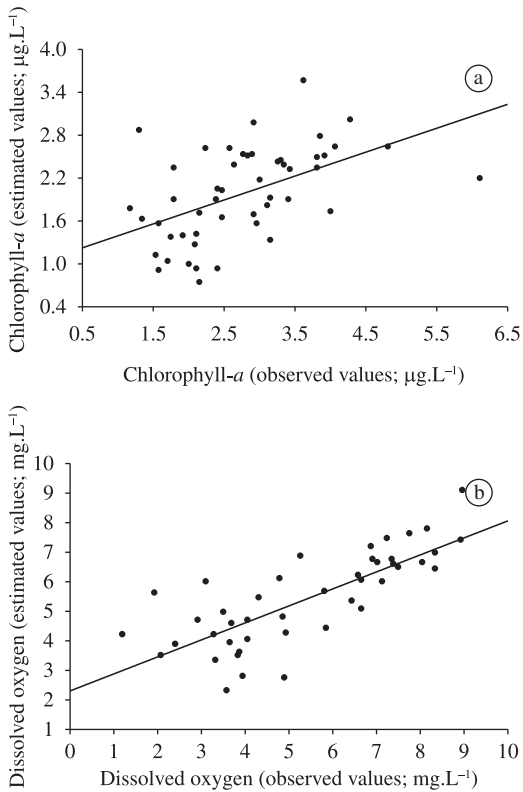 Chlorophyll-a (estimated values; µg.L–1)
4.0
3.4
2.8
2.2
1.6
1.0
0.4
a
0.5 1.5 2.5 3.5 4.5 5.5 6.5
Chlorophyll-a (observed values; µg.L–1)
Dissolved oxygen (estimated values; mg.L–1)
10
9
8
7
6
5
4
3
2
1
b
0 1 2 3 4 5 6 7 8 9 10
Dissolved oxygen (observed values; mg.L–1)